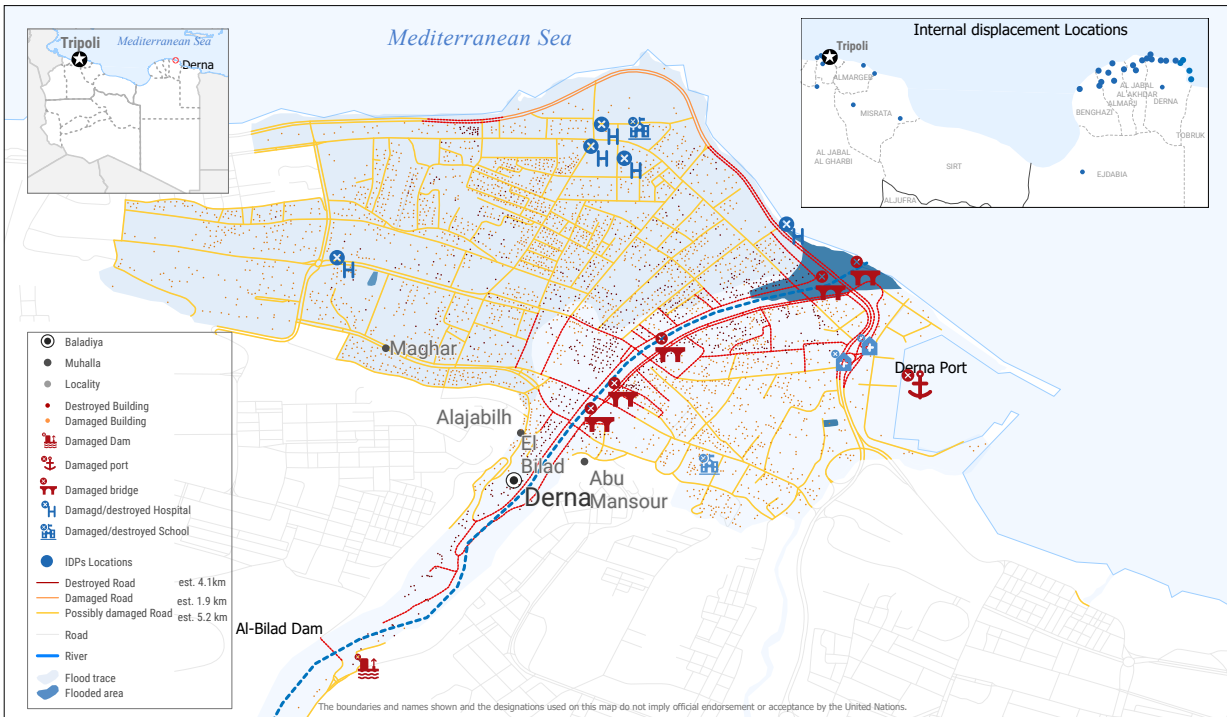 Tripoli
Mediterranean Sea
Derna
Mediterranean Sea
Internal displacement Locations
Tripoli
ALMARGEB
MISRATA
AL JABAL
AL GHARBI
SIRT
ALJUFRA
AL JABAL
AL AKHDAR
ALMARJ
BENGHAZI
DERNA
TOBRUK
EJDABIA
Maghar
Alajabilh
El
Bilad
Derna
Abu
Mansour
Derna Port
Al-Bilad Dam
Baladiya
Muhalla
Locality
Destroyed Building
Damaged Building
Damaged Dam
Damaged port
Damaged bridge
Damagd/destroyed Hospital
Damaged/destroyed School
IDPs Locations
Destroyed Road est. 4.1km
Damaged Road est. 1.9 km
Possibly damaged Road est. 5.2 km
Road
River
Flood trace
Flooded area
The boundaries and names shown and the designations used on this map do not imply official endorsement or acceptance by the United Nations.